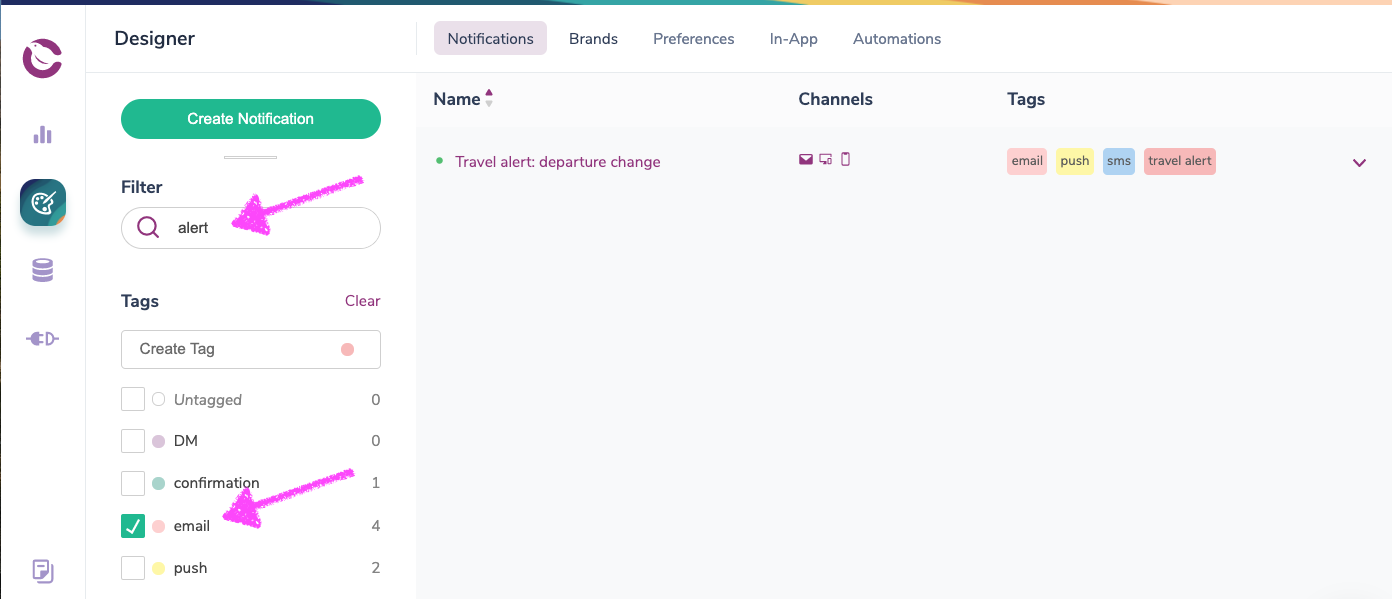 Designer
Notifications Brands Preferences In-App Automations
Create Notification
Filter
alert
Tags Clear
Create Tag
Untagged 0
DM 0
confirmation 1
email 4
push 2
Name Channels Tags
Travel alert: departure change email push sms travel alert